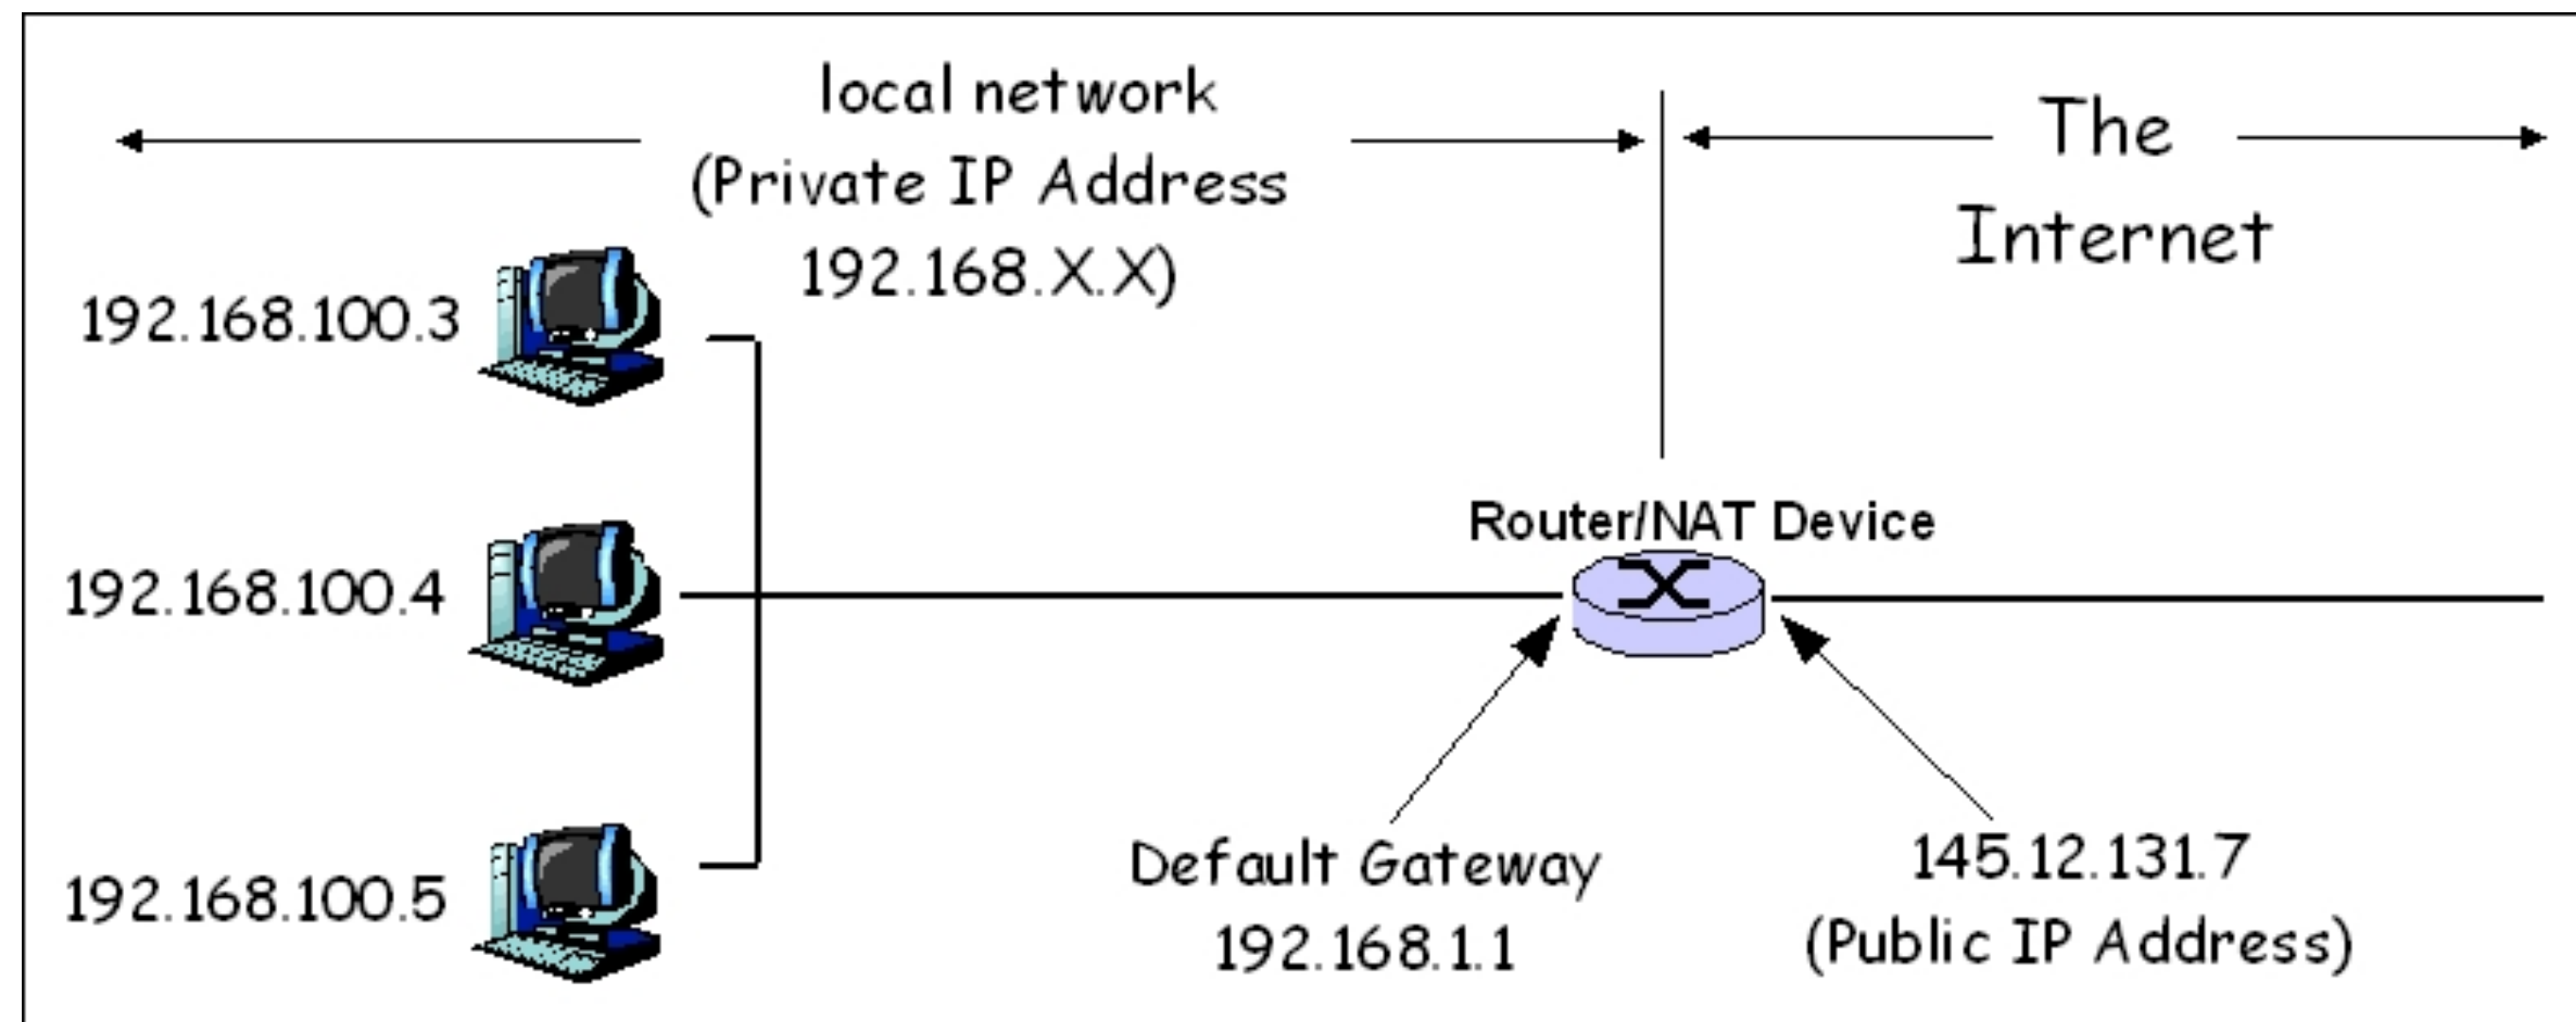 local network
(Private IP Address
192.168.X.X)
The
Internet
192.168.100.3
Router/NAT Device
192.168.100.4
192.168.100.5
Default Gateway
192.168.1.1
145.12.131.7
(Public IP Address)